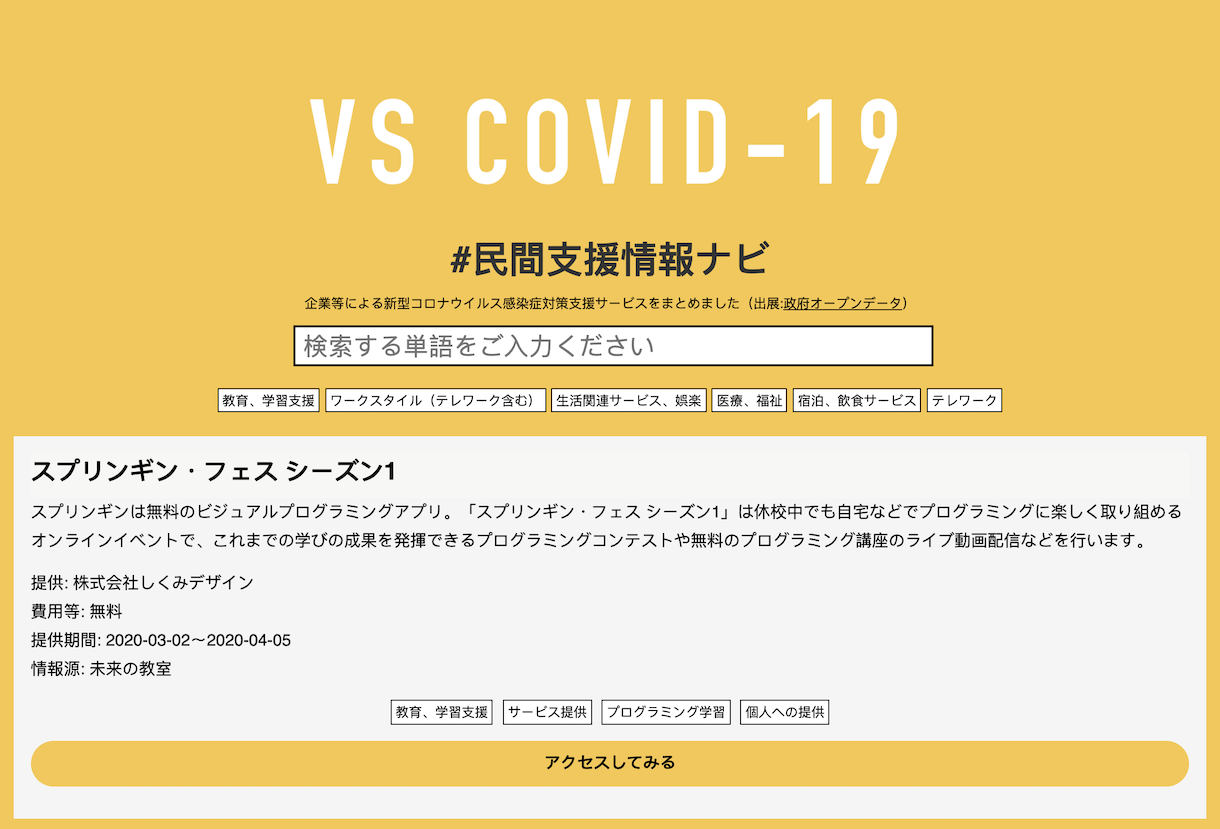 VS COVID-19
#民間支援情報ナビ
企業等による新型コロナウイルス感染症対策支援サービスをまとめました（出展:政府オープンデータ）
検索する単語をご入力ください
教育、学習支援 ワークスタイル（テレワーク含む） 生活関連サービス、娯楽 医療、福祉 宿泊、飲食サービス テレワーク
スプリンギン・フェス シーズン1
スプリンギンは無料のビジュアルプログラミングアプリ。「スプリンギン・フェス シーズン1」は休校中でも自宅などでプログラミングに楽しく取り組める
オンラインイベントで、これまでの学びの成果を発揮できるプログラミングコンテストや無料のプログラミング講座のライブ動画配信などを行います。
提供: 株式会社しくみデザイン
費用等: 無料
提供期間: 2020-03-02〜2020-04-05
情報源: 未来の教室
教育、学習支援 サービス提供 プログラミング学習 個人への提供
アクセスしてみる